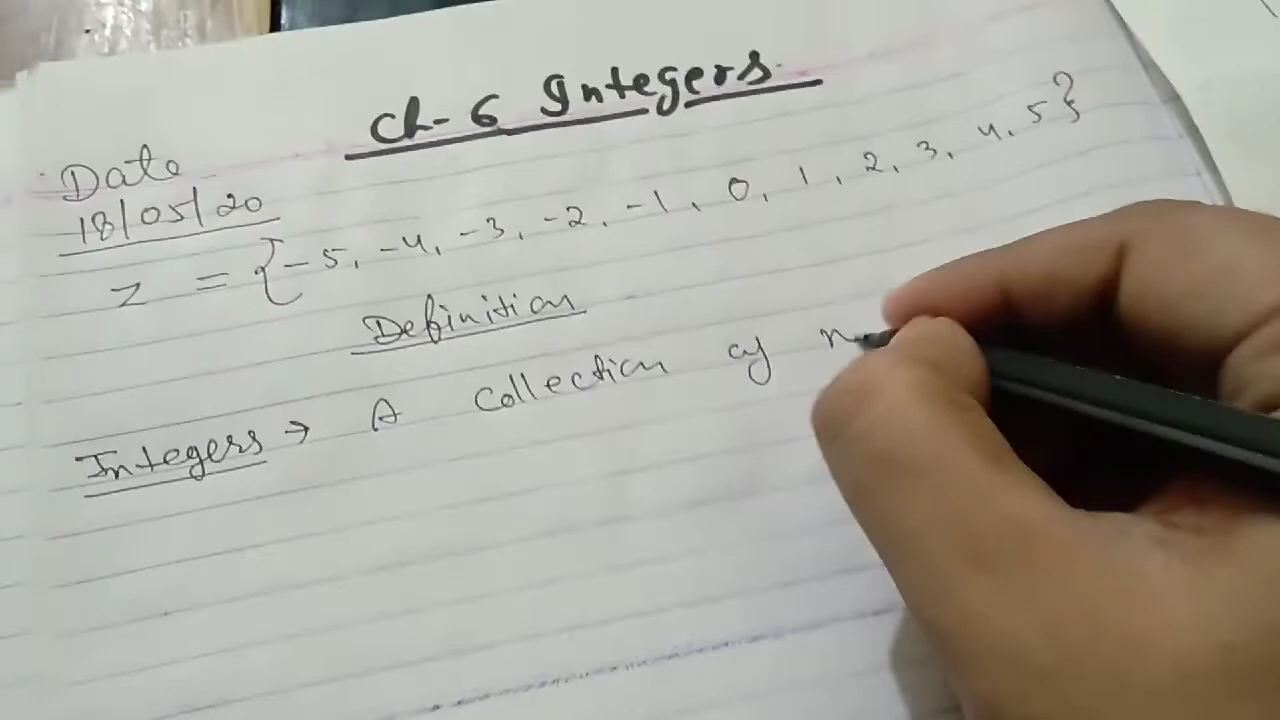 Ch-6 Integers.
Date
18/05/20
Z = {-5, -4, -3, -2, -1, 0, 1, 2, 3, 4, 5}
Definition
Integers → A collection of